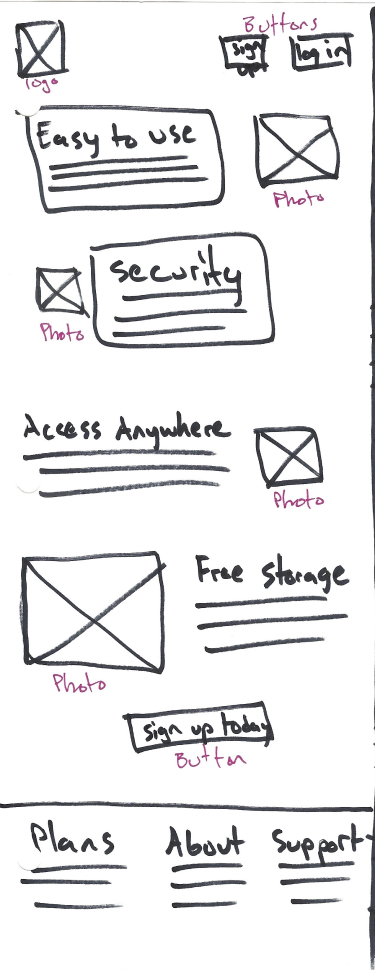 Buttons
sign up
log in
logo
Easy to use
Photo
security
Photo
Access Anywhere
Photo
Free Storage
Photo
sign up today
Button
Plans About Support